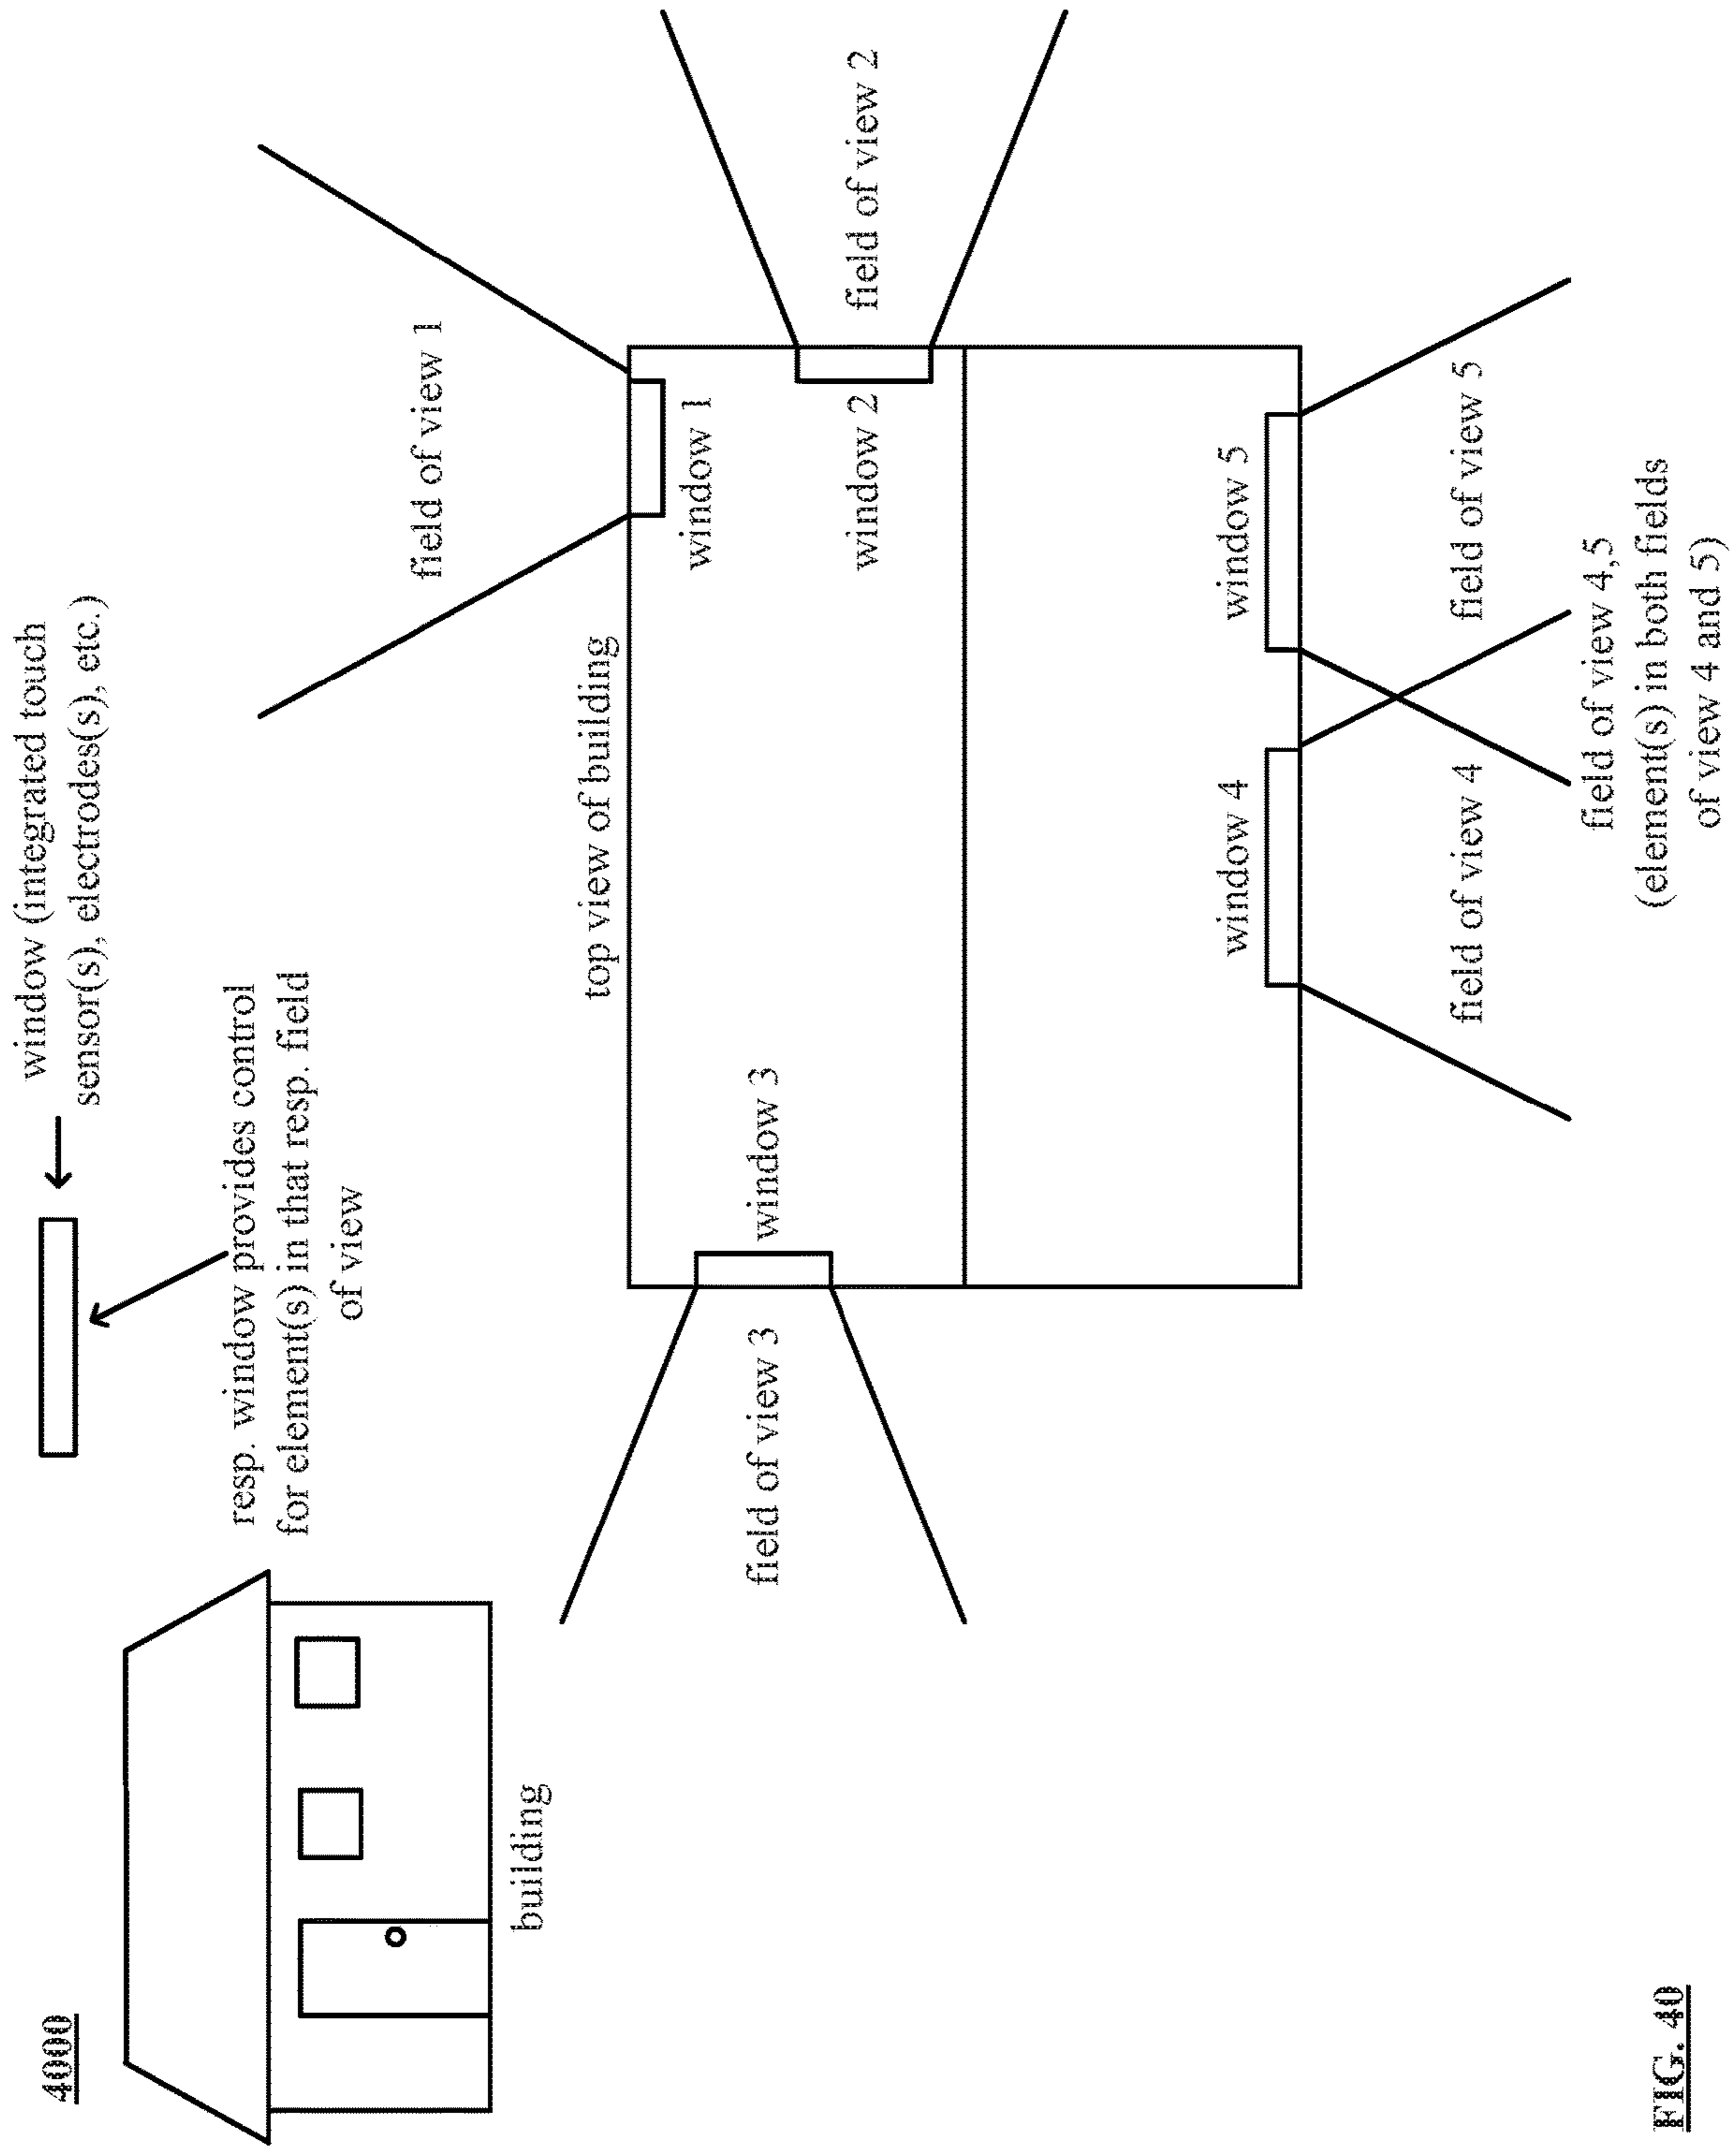 4000
window (integrated touch
sensor(s), electrodes(s), etc.)
resp. window provides control
for element(s) in that resp. field
of view
building
field of view 1
top view of building
window 1
field of view 3
window 3
window 2
field of view 2
window 4
window 5
field of view 4
field of view 5
field of view 4,5
(element(s) in both fields
of view 4 and 5)
FIG. 40